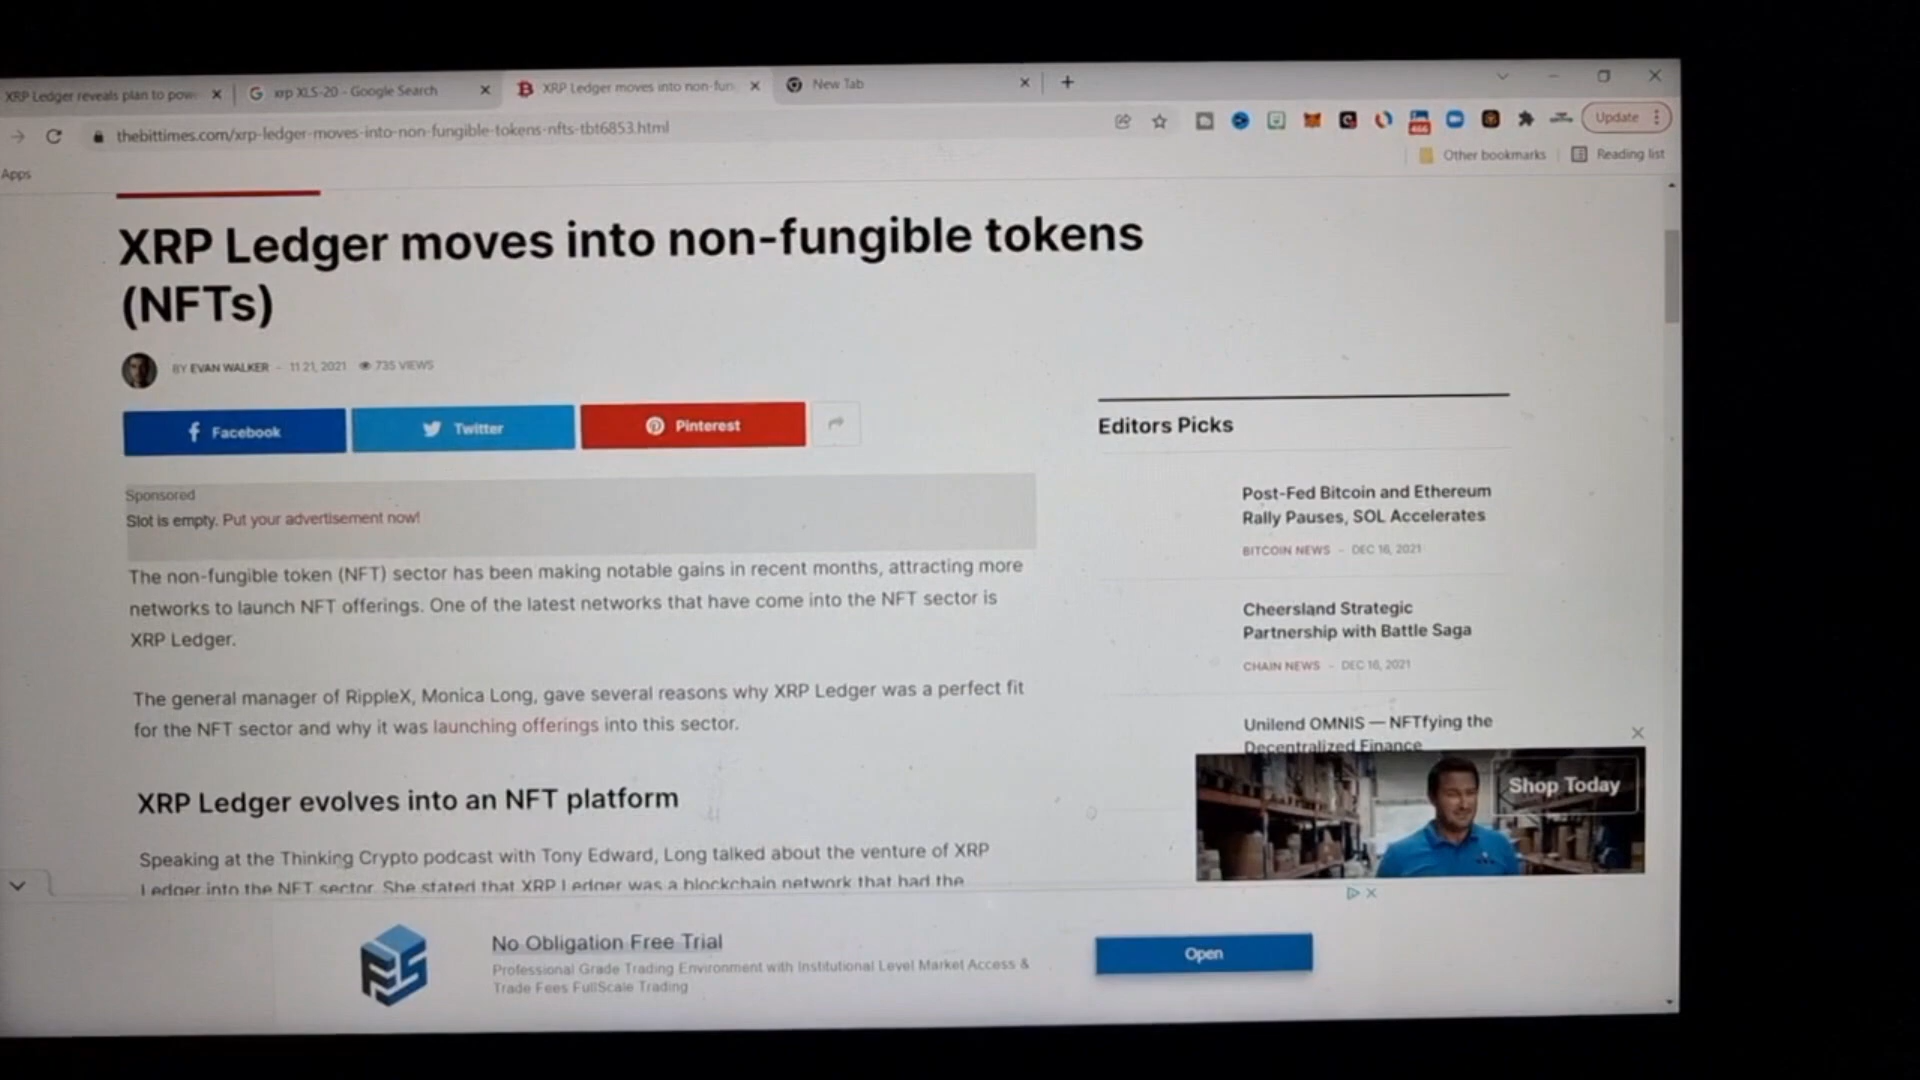 XRP Ledger reveals plan to pow
xrp XLS-20 - Google Search
XRP Ledger moves into non-fun
New Tab
thebittimes.com/xrp-ledger-moves-into-non-fungible-tokens-nfts-tbt6853.html
466
Update
Apps
Other bookmarks
Reading list
XRP Ledger moves into non-fungible tokens
(NFTs)
BY EVAN WALKER - 11 21, 2021 735 VIEWS
Facebook
Twitter
Pinterest
Sponsored
Slot is empty. Put your advertisement now!
The non-fungible token (NFT) sector has been making notable gains in recent months, attracting more
networks to launch NFT offerings. One of the latest networks that have come into the NFT sector is
XRP Ledger.
The general manager of RippleX, Monica Long, gave several reasons why XRP Ledger was a perfect fit
for the NFT sector and why it was launching offerings into this sector.
XRP Ledger evolves into an NFT platform
Speaking at the Thinking Crypto podcast with Tony Edward, Long talked about the venture of XRP
Ledger into the NFT sector. She stated that XRP Ledger was a blockchain network that had the
Editors Picks
Post-Fed Bitcoin and Ethereum
Rally Pauses, SOL Accelerates
BITCOIN NEWS - DEC 16, 2021
Cheersland Strategic
Partnership with Battle Saga
CHAIN NEWS - DEC 16, 2021
Unilend OMNIS — NFTfying the
Decentralized Finance
Shop Today
No Obligation Free Trial
Professional Grade Trading Environment with Institutional Level Market Access &
Trade Fees FullScale Trading
Open